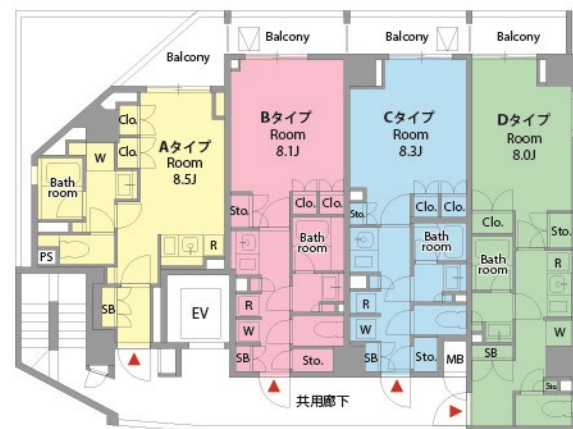 Balcony
Balcony
Balcony
Balcony
Aタイプ
Room
8.5J
Clo.
Clo.
W
Bath
room
R
PS
SB
EV
Bタイプ
Room
8.1J
Sto.
Clo.
Clo.
Bath
room
R
W
SB
Sto.
Cタイプ
Room
8.3J
Sto.
Clo.
Clo.
Bath
room
R
W
SB
Sto.
MB
Dタイプ
Room
8.0J
Clo.
Sto.
Bath
room
R
W
SB
Sto.
共用廊下